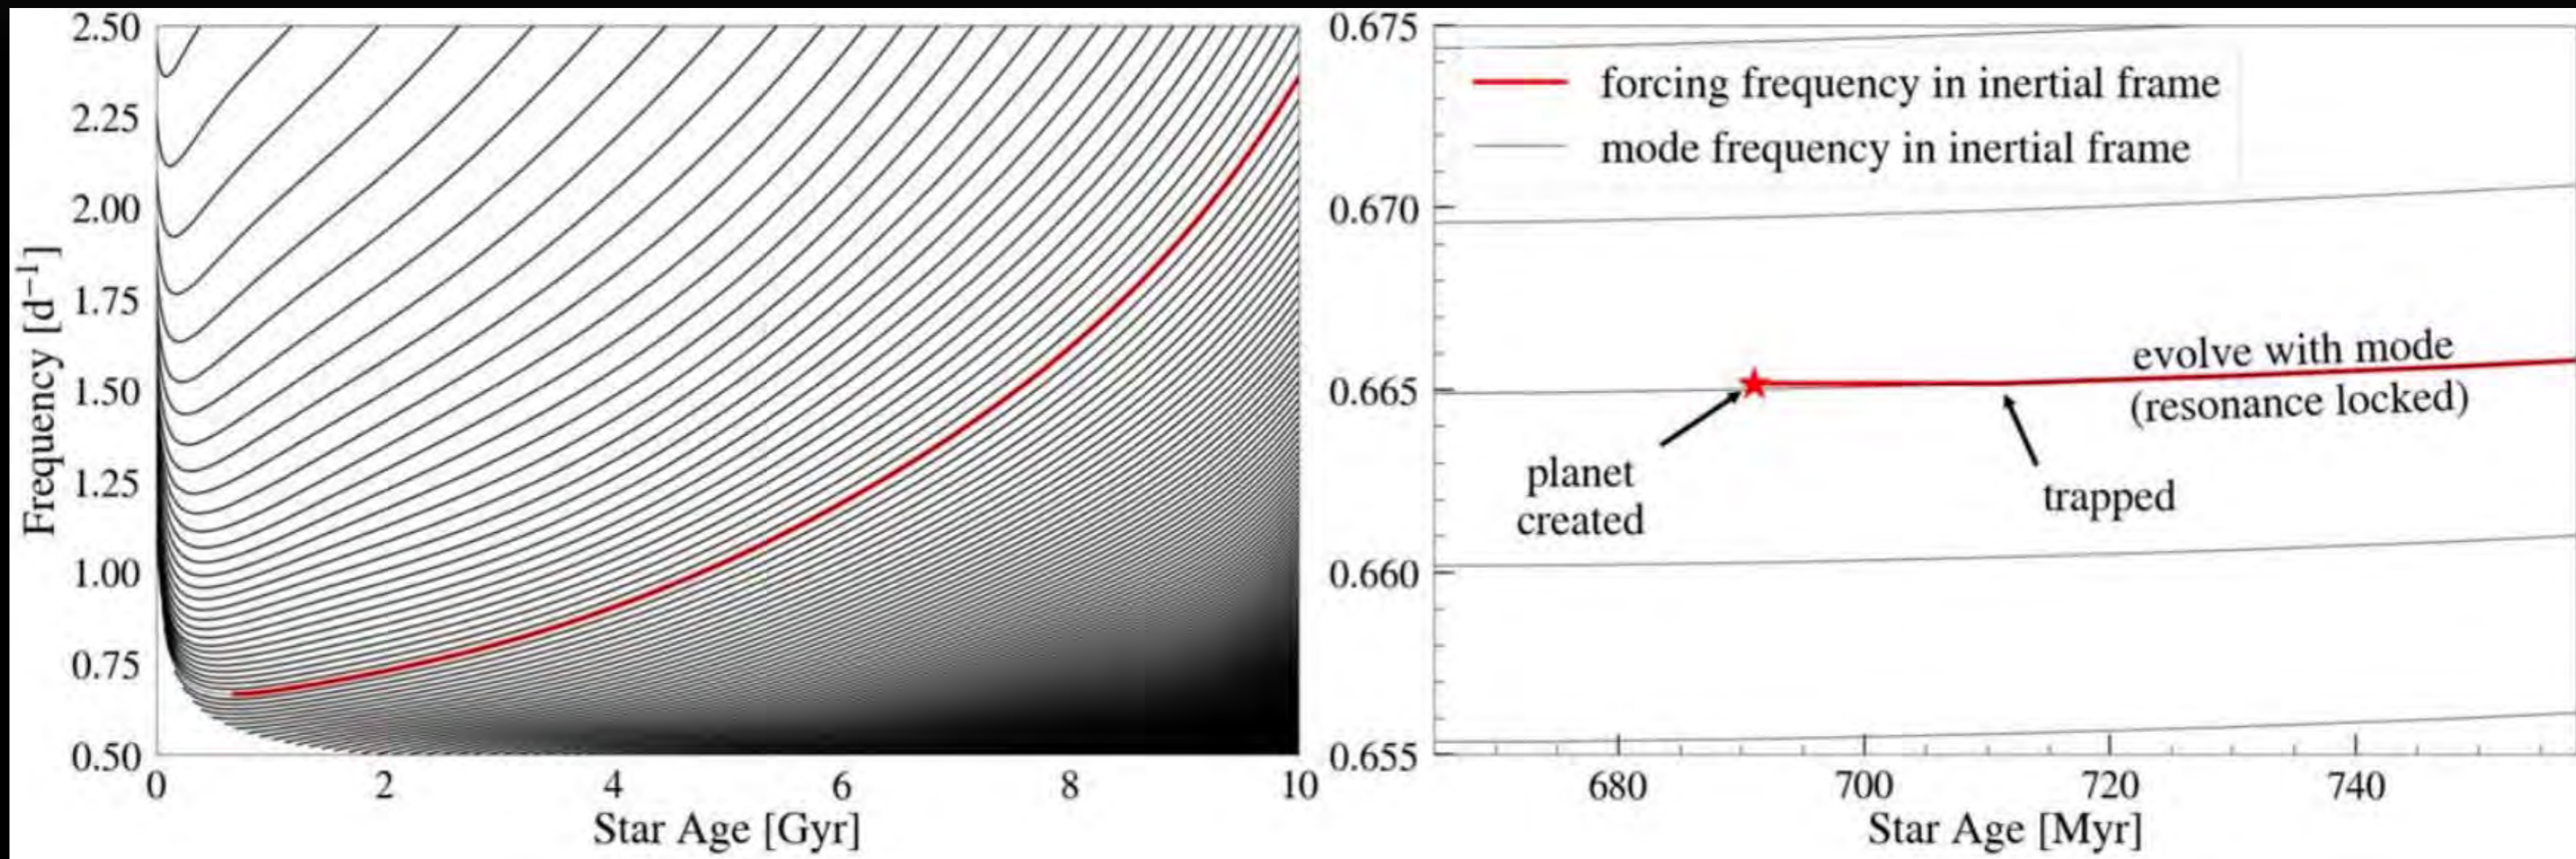 2.50
2.25
2.00
1.75
1.50
1.25
1.00
0.75
0.50
Frequency [d⁻¹]
0 2 4 6 8 10
Star Age [Gyr]
0.675
0.670
0.665
0.660
0.655
forcing frequency in inertial frame
mode frequency in inertial frame
evolve with mode
(resonance locked)
planet
created
trapped
680 700 720 740
Star Age [Myr]